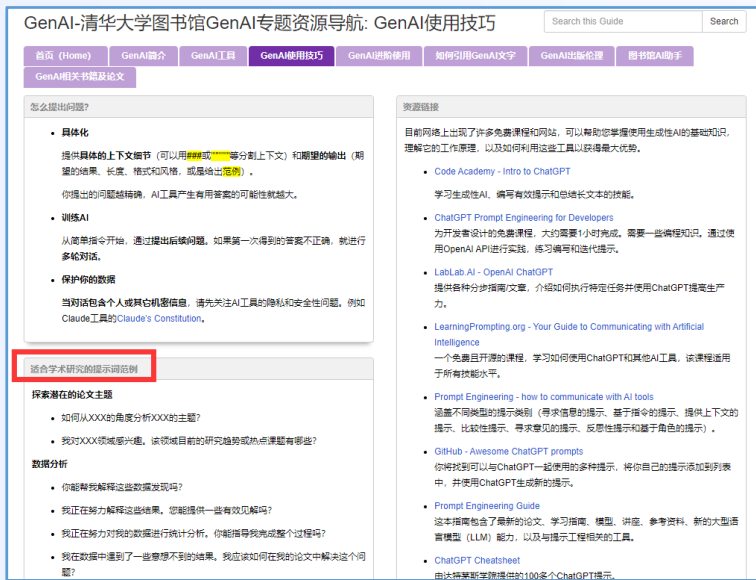 GenAI-清华大学图书馆GenAI专题资源导航: GenAI使用技巧
Search this Guide
Search
首页 (Home)
GenAI简介
GenAI工具
GenAI使用技巧
GenAI进阶使用
如何引用GenAI文字
GenAI出版伦理
图书馆AI助手
GenAI相关书籍及论文
怎么提出问题?
• 具体化
提供具体的上下文细节（可以用###或""""""等分割上下文）和期望的输出（期
望的结果、长度、格式和风格，或是给出范例）。
你提出的问题越精确，AI工具产生有用答案的可能性就越大。
• 训练AI
从简单指令开始，通过提出后续问题。如果第一次得到的答案不正确，就进行
多轮对话。
• 保护你的数据
当对话包含个人或其它机密信息，请先关注AI工具的隐私和安全性问题。例如
Claude工具的Claude's Constitution。
适合学术研究的提示词范例
探索潜在的论文主题
• 如何从XXX的角度分析XXX的主题?
• 我对XXX领域感兴趣。该领域目前的研究趋势或热点课题有哪些?
数据分析
• 你能帮我解释这些数据发现吗?
• 我正在努力解释这些结果。您能提供一些有效见解吗?
• 我正在努力对我的数据进行统计分析。你能指导我完成整个过程吗?
• 我在数据中遇到了一些意想不到的结果。我应该如何在我的论文中解决这个问
题?
资源链接
目前网络上出现了许多免费课程和网站，可以帮助您掌握使用生成性AI的基础知识，
理解它的工作原理，以及如何利用这些工具以获得最大优势。
• Code Academy - Intro to ChatGPT
学习生成性AI、编写有效提示和总结长文本的技能。
• ChatGPT Prompt Engineering for Developers
为开发者设计的免费课程，大约需要1小时完成。需要一些编程知识。通过使
用OpenAI API进行实践，练习编写和迭代提示。
• LabLab.AI - OpenAI ChatGPT
提供各种分步指南/文章，介绍如何执行特定任务并使用ChatGPT提高生产
力。
• LearningPrompting.org - Your Guide to Communicating with Artificial
Intelligence
一个免费且开源的课程，学习如何使用ChatGPT和其他AI工具，该课程适用
于所有技能水平。
• Prompt Engineering - how to communicate with AI tools
涵盖不同类型的提示类别（寻求信息的提示、基于指令的提示、提供上下文的
提示、比较性提示、寻求意见的提示、反思性提示和基于角色的提示）。
• GitHub - Awesome ChatGPT prompts
你将找到可以与ChatGPT一起使用的多种提示，将你自己的提示添加到列表
中，并使用ChatGPT生成新的提示。
• Prompt Engineering Guide
这本指南包含了最新的论文、学习指南、模型、讲座、参考资料、新的大型语
言模型（LLM）能力，以及与提示工程相关的工具。
• ChatGPT Cheatsheet
由达特茅斯学院提供的100多个ChatGPT提示。